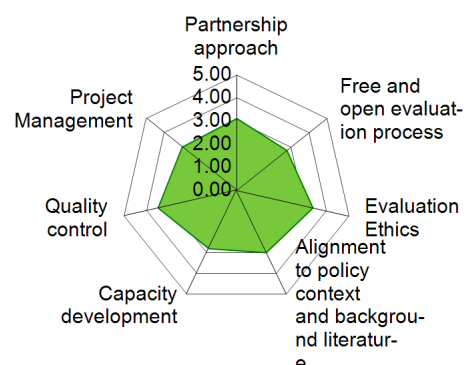 Partnership
approach
5.00
4.00
3.00
2.00
1.00
0.00
Free and
open evaluat-
ion process
Evaluation
Ethics
Alignment
to policy
context
and backgrou-
nd literatur-
e
Capacity
development
Quality
control
Project
Management